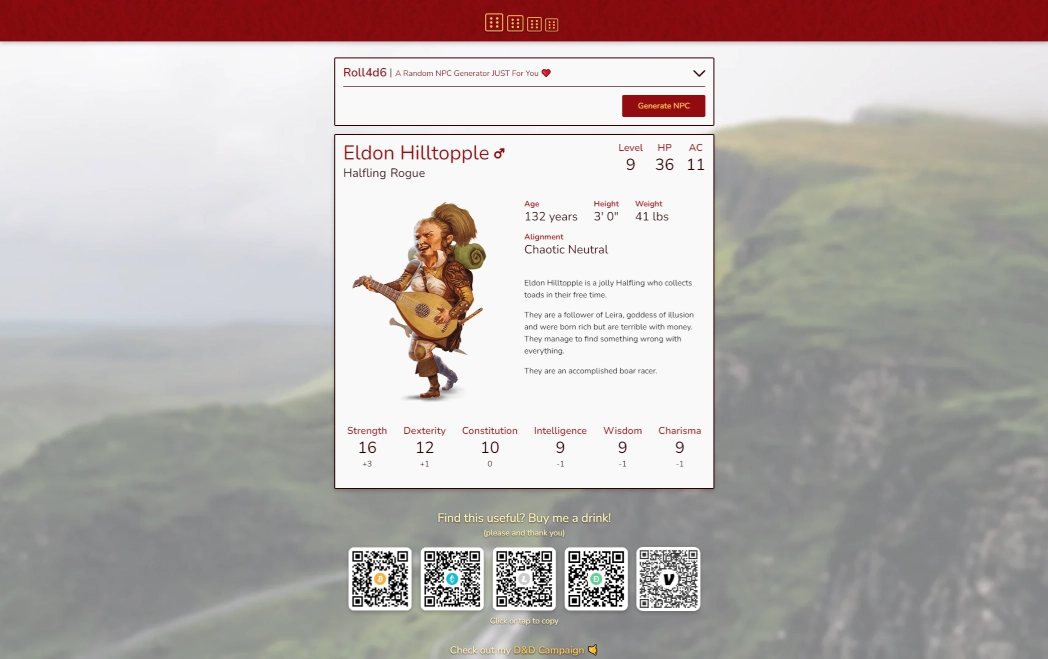 Roll4d6 | A Random NPC Generator JUST For You
Generate NPC
Eldon Hilltopple ♂
Halfling Rogue
Level HP AC
9 36 11
Age Height Weight
132 years 3' 0" 41 lbs
Alignment
Chaotic Neutral
Eldon Hilltopple is a jolly Halfling who collects
toads in their free time.
They are a follower of Leira, goddess of illusion
and were born rich but are terrible with money.
They manage to find something wrong with
everything.
They are an accomplished boar racer.
Strength Dexterity Constitution Intelligence Wisdom Charisma
16 12 10 9 9 9
+3 +1 0 -1 -1 -1
Find this useful? Buy me a drink!
(please and thank you)
Click or tap to copy
Check out my D&D Campaign